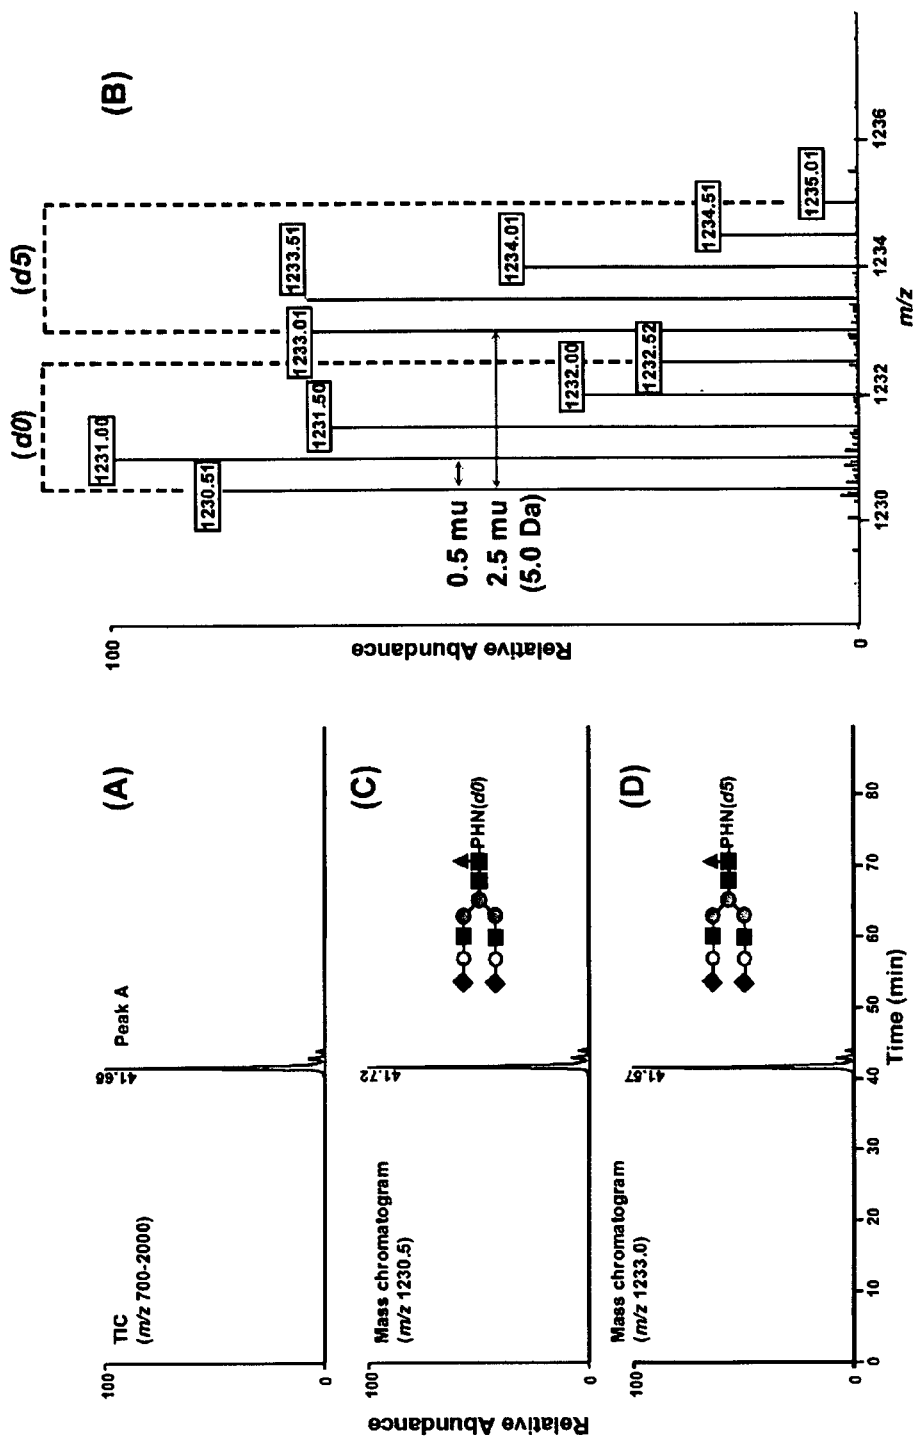 (A)
TIC
(m/z 700-2000)
41.65
Peak A
100
0
(C)
Mass chromatogram
(m/z 1230.5)
41.72
PHN(d0)
100
0
(D)
Mass chromatogram
(m/z 1233.0)
41.57
PHN(d5)
100
0
Relative Abundance
0
10
20
30
40
50
60
70
80
Time (min)
(B)
(d0)
(d5)
1230.51
1231.00
1231.50
1232.00
1232.52
1233.01
1233.51
1234.01
1234.51
1235.01
0.5 mu
2.5 mu
(5.0 Da)
100
Relative Abundance
0
1230
1232
1234
1236
m/z